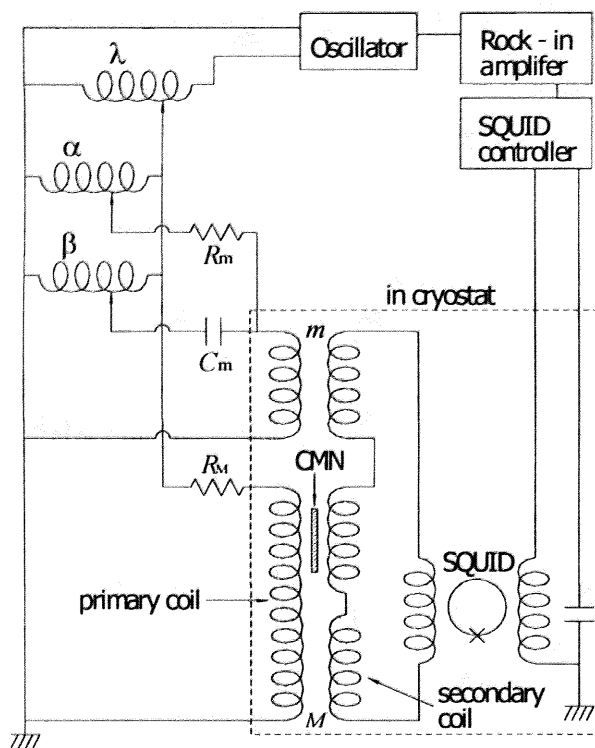 Oscillator
Rock - in
amplifer
SQUID
controller
λ
α
Rm
β
in cryostat
Cm
m
CMN
RM
SQUID
primary coil
secondary
coil
M